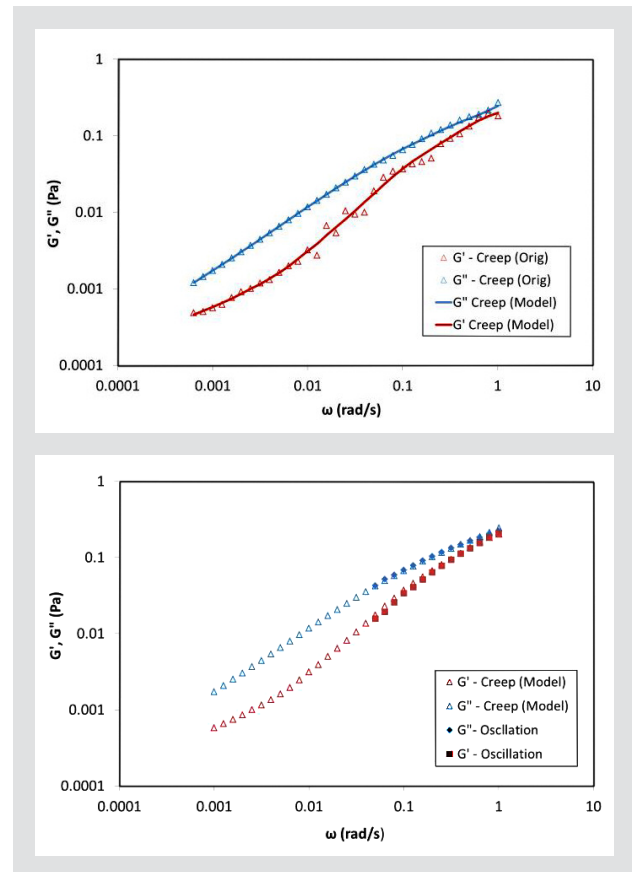 1
0.1
0.01
0.001
0.0001
G', G" (Pa)
G' - Creep (Orig)
G" - Creep (Orig)
G" Creep (Model)
G' Creep (Model)
0.0001 0.001 0.01 0.1 1 10
ω (rad/s)
1
0.1
0.01
0.001
0.0001
G', G" (Pa)
G' - Creep (Model)
G" - Creep (Model)
G"- Oscllation
G' - Oscillation
0.0001 0.001 0.01 0.1 1 10
ω (rad/s)